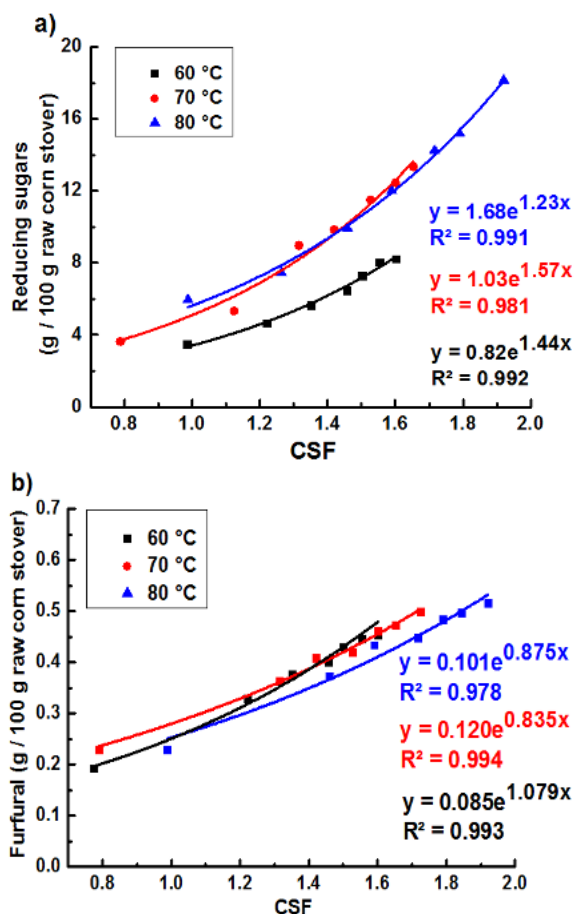 a)
20
16
12
8
4
0
Reducing sugars
(g / 100 g raw corn stover)
60 °C
70 °C
80 °C
y = 1.68e^1.23x
R² = 0.991
y = 1.03e^1.57x
R² = 0.981
y = 0.82e^1.44x
R² = 0.992
0.8 1.0 1.2 1.4 1.6 1.8 2.0
CSF
b)
0.7
0.6
0.5
0.4
0.3
0.2
0.1
0.0
Furfural (g / 100 g raw corn stover)
60 °C
70 °C
80 °C
y = 0.101e^0.875x
R² = 0.978
y = 0.120e^0.835x
R² = 0.994
y = 0.085e^1.079x
R² = 0.993
0.8 1.0 1.2 1.4 1.6 1.8 2.0
CSF